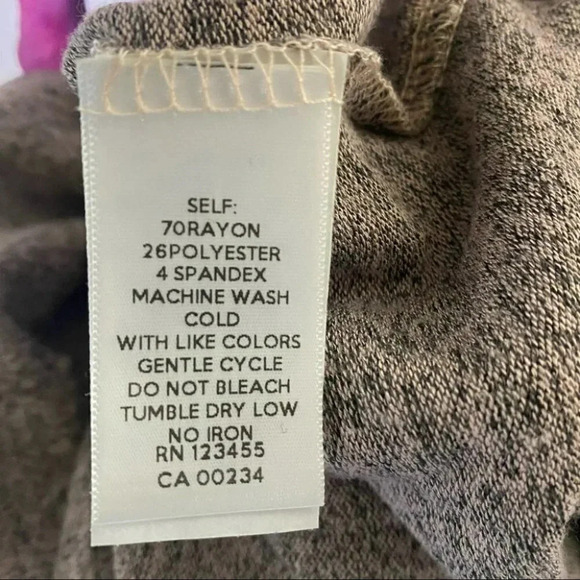 SELF:
70RAYON
26POLYESTER
4 SPANDEX
MACHINE WASH
COLD
WITH LIKE COLORS
GENTLE CYCLE
DO NOT BLEACH
TUMBLE DRY LOW
NO IRON
RN 123455
CA 00234